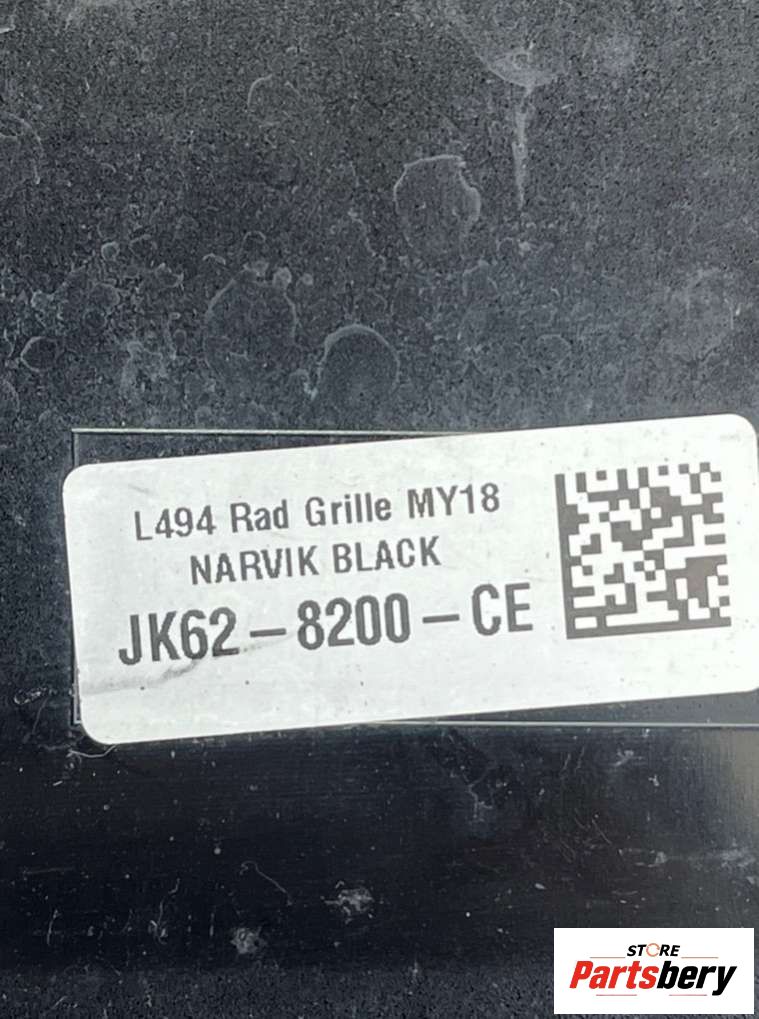 L494 Rad Grille MY18
NARVIK BLACK
JK62-8200-CE
STORE
Partsbery